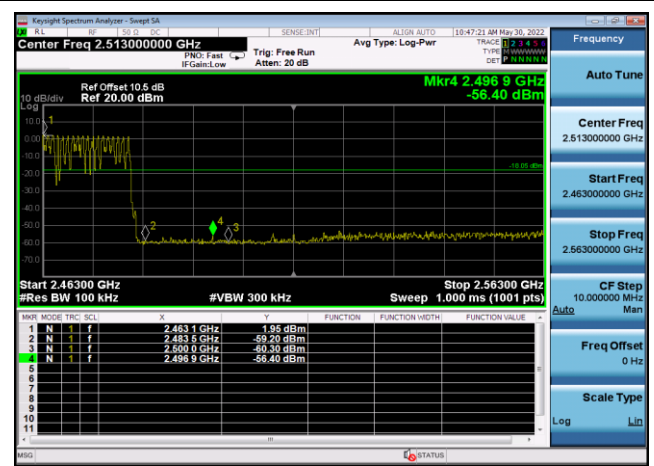 Keysight Spectrum Analyzer - Swept SA
RL RF 50 Ω DC SENSE:INT ALIGN AUTO 10:47:21 AM May 30, 2022
Center Freq 2.513000000 GHz
PNO: Fast
IFGain:Low
Trig: Free Run
Atten: 20 dB
Avg Type: Log-Pwr
TRACE 1 2 3 4 5 6
TYPE M WWWWW
DET P N N N N N
Ref Offset 10.5 dB
10 dB/div Ref 20.00 dBm
Log
Mkr4 2.496 9 GHz
-56.40 dBm
10.0
0.00
-10.0
-20.0
-30.0
-40.0
-50.0
-60.0
-70.0
1
2
4
3
-18.05 dBm
Start 2.46300 GHz
Stop 2.56300 GHz
#Res BW 100 kHz
#VBW 300 kHz
Sweep 1.000 ms (1001 pts)
MKR MODE TRC SCL X Y FUNCTION FUNCTION WIDTH FUNCTION VALUE
1 N 1 f 2.463 1 GHz 1.95 dBm
2 N 1 f 2.483 5 GHz -59.20 dBm
3 N 1 f 2.500 0 GHz -60.30 dBm
4 N 1 f 2.496 9 GHz -56.40 dBm
5
6
7
8
9
10
11
MSG
STATUS
Frequency
Auto Tune
Center Freq
2.513000000 GHz
Start Freq
2.463000000 GHz
Stop Freq
2.563000000 GHz
CF Step
10.000000 MHz
Auto Man
Freq Offset
0 Hz
Scale Type
Log Lin